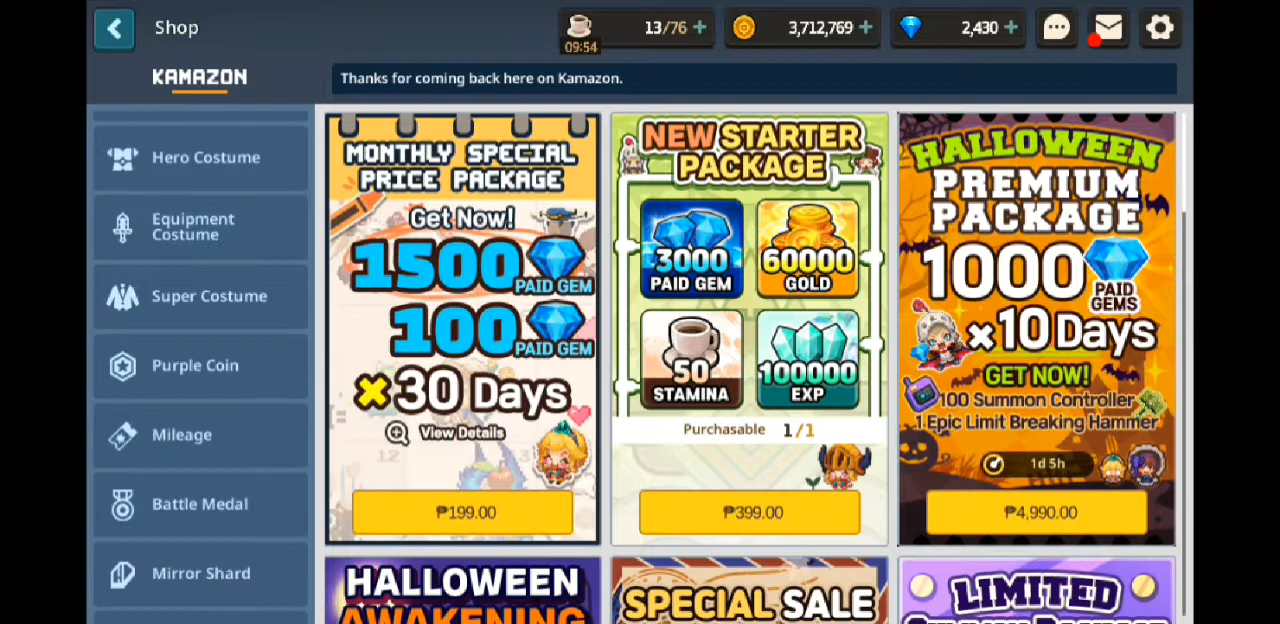 Shop
13/76
09:54
3,712,769
2,430
KAMAZON
Thanks for coming back here on Kamazon.
Hero Costume
Equipment
Costume
Super Costume
Purple Coin
Mileage
Battle Medal
Mirror Shard
MONTHLY SPECIAL
PRICE PACKAGE
Get Now!
1500 PAID GEM
100 PAID GEM
×30 Days
View Details
₱199.00
NEW STARTER
PACKAGE
3000
PAID GEM
60000
GOLD
50
STAMINA
100000
EXP
Purchasable 1/1
₱399.00
HALLOWEEN
PREMIUM
PACKAGE
1000 PAID
GEMS
×10 Days
GET NOW!
100 Summon Controller
1 Epic Limit Breaking Hammer
1d 5h
₱4,990.00
HALLOWEEN
AWAKENING
SPECIAL SALE
LIMITED